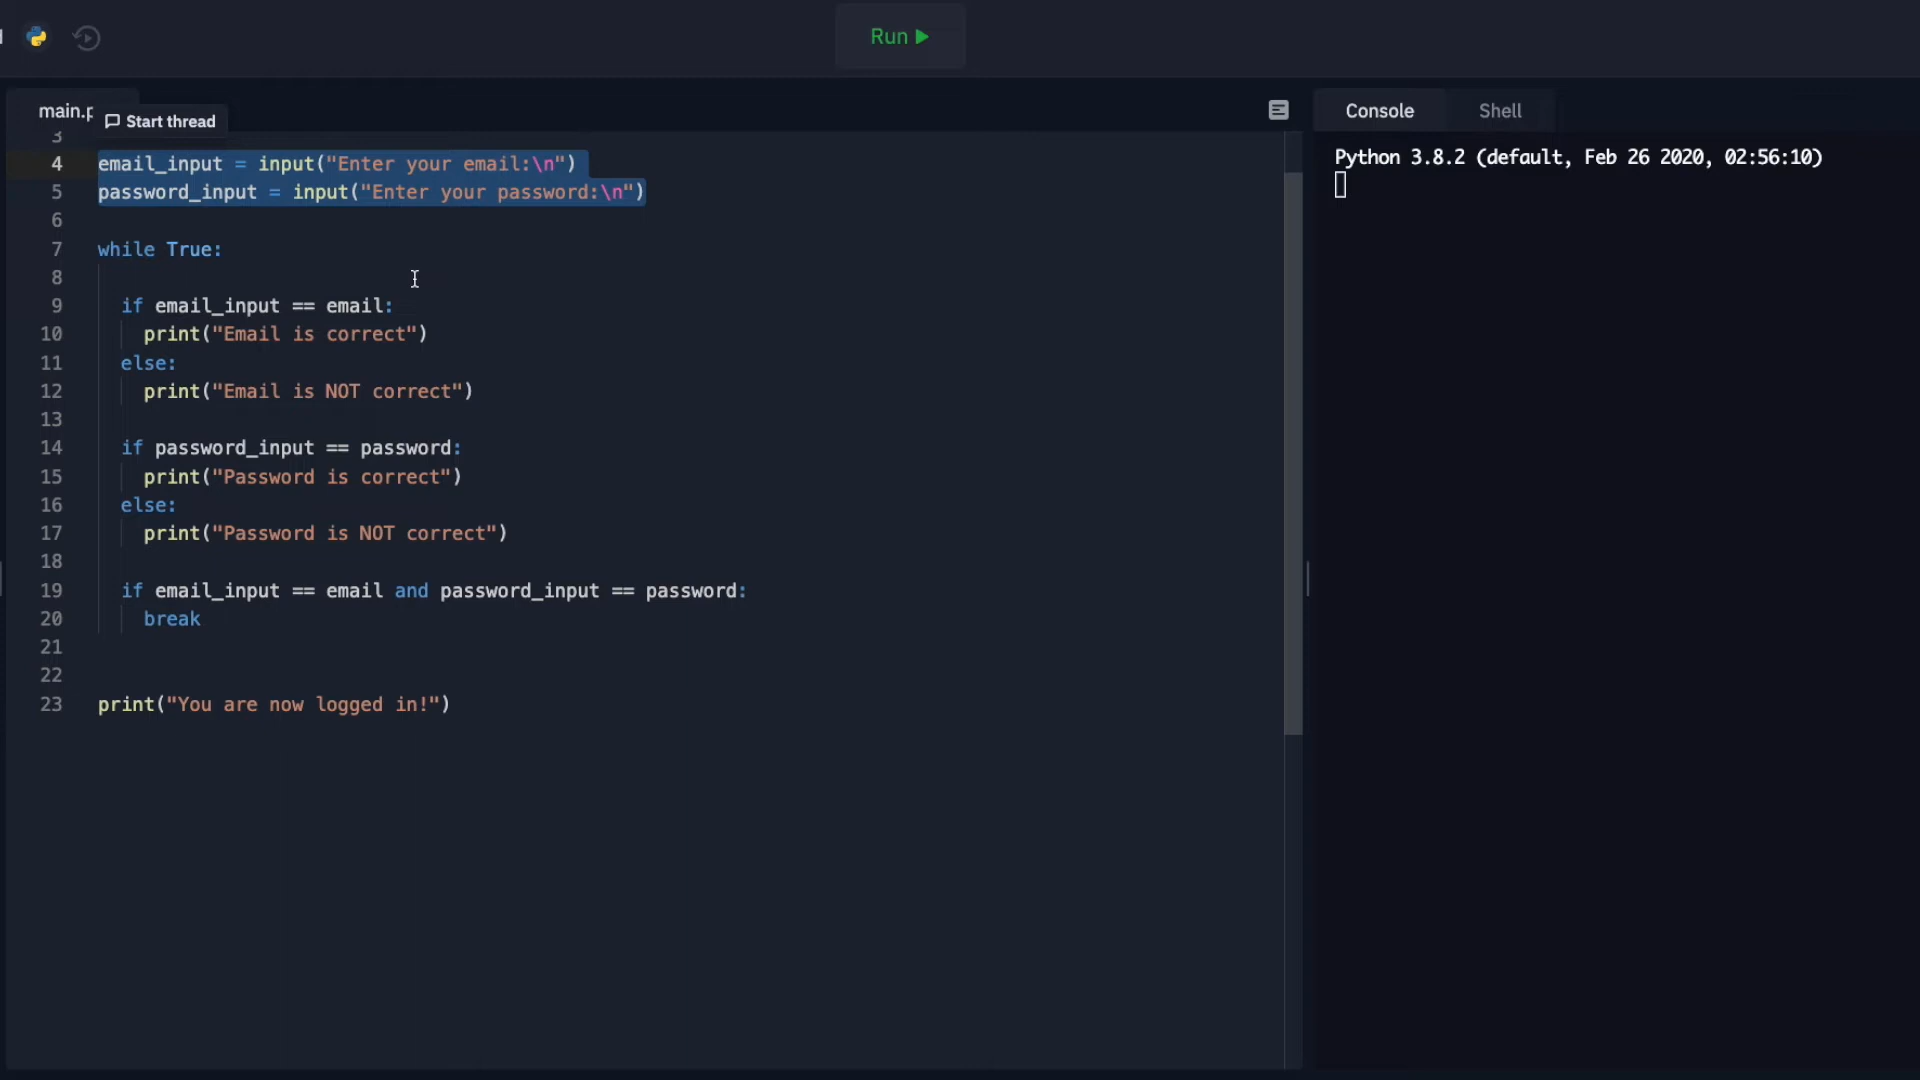 Run
main.p
Start thread
Console
Shell
3
4 email_input = input("Enter your email:\n")
5 password_input = input("Enter your password:\n")
6
7 while True:
8
9 if email_input == email:
10 print("Email is correct")
11 else:
12 print("Email is NOT correct")
13
14 if password_input == password:
15 print("Password is correct")
16 else:
17 print("Password is NOT correct")
18
19 if email_input == email and password_input == password:
20 break
21
22
23 print("You are now logged in!")
Python 3.8.2 (default, Feb 26 2020, 02:56:10)